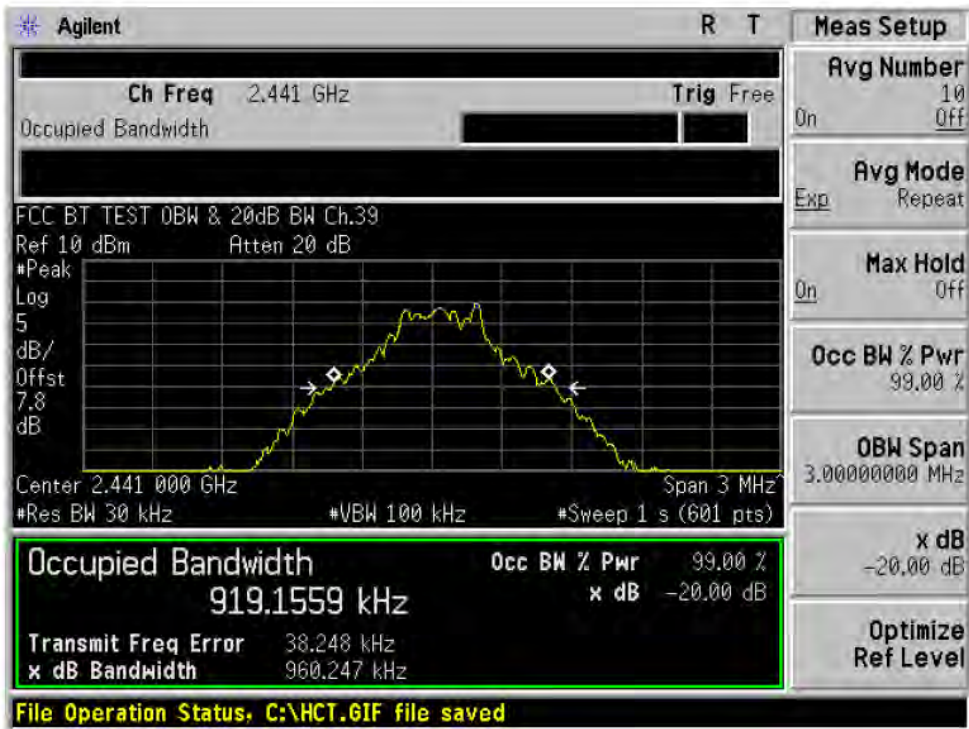 Agilent R T
Ch Freq 2.441 GHz Trig Free
Occupied Bandwidth
FCC BT TEST OBW & 20dB BW Ch.39
Ref 10 dBm Atten 20 dB
#Peak
Log
5
dB/
Offst
7.8
dB
Center 2.441 000 GHz Span 3 MHz
#Res BW 30 kHz #VBW 100 kHz #Sweep 1 s (601 pts)
Occupied Bandwidth Occ BW % Pwr 99.00 %
919.1559 kHz x dB -20.00 dB
Transmit Freq Error 38.248 kHz
x dB Bandwidth 960.247 kHz
File Operation Status, C:\HCT.GIF file saved
Meas Setup
Avg Number
10
On Off
Avg Mode
Exp Repeat
Max Hold
On Off
Occ BW % Pwr
99.00 %
OBW Span
3.00000000 MHz
x dB
-20.00 dB
Optimize
Ref Level